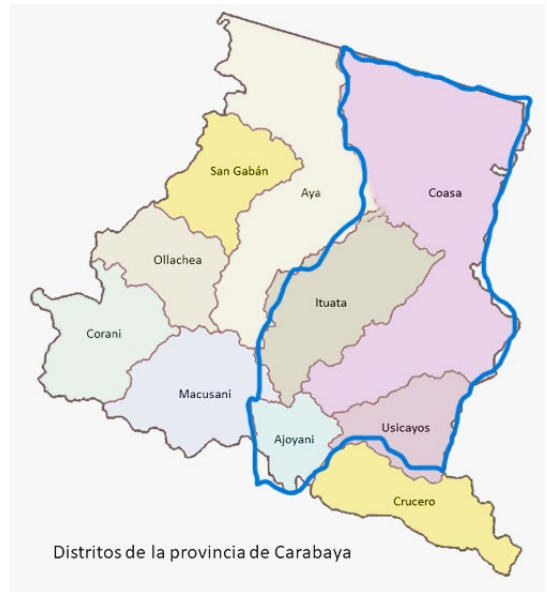 San Gabán
Aya
Coasa
Ollachea
Ituata
Corani
Macusani
Usicayos
Ajoyani
Crucero
Distritos de la provincia de Carabaya